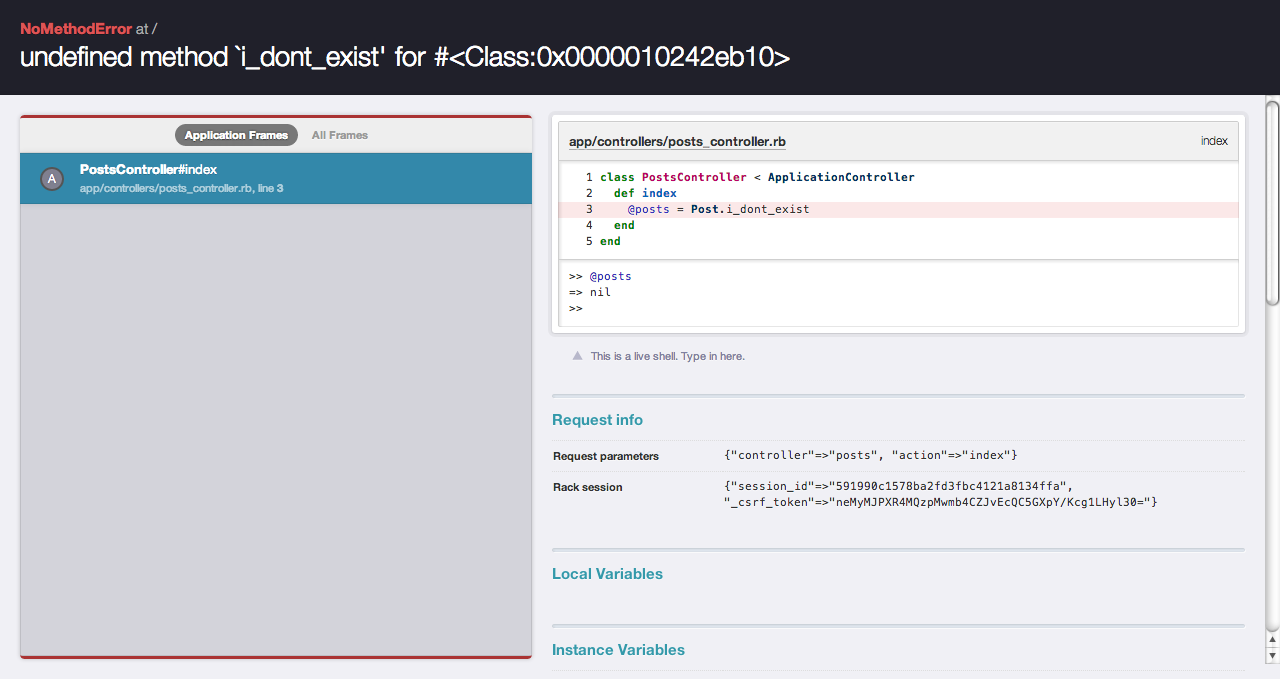 NoMethodError at /
undefined method `i_dont_exist' for #<Class:0x0000010242eb10>
Application Frames All Frames
A
PostsController#index
app/controllers/posts_controller.rb, line 3
app/controllers/posts_controller.rb index
1 class PostsController < ApplicationController
2 def index
3 @posts = Post.i_dont_exist
4 end
5 end
>> @posts
=> nil
>>
This is a live shell. Type in here.
Request info
Request parameters {"controller"=>"posts", "action"=>"index"}
Rack session {"session_id"=>"591990c1578ba2fd3fbc4121a8134ffa",
"_csrf_token"=>"neMyMJPXR4MQzpMwmb4CZJvEcQC5GXpY/Kcg1LHyl30="}
Local Variables
Instance Variables